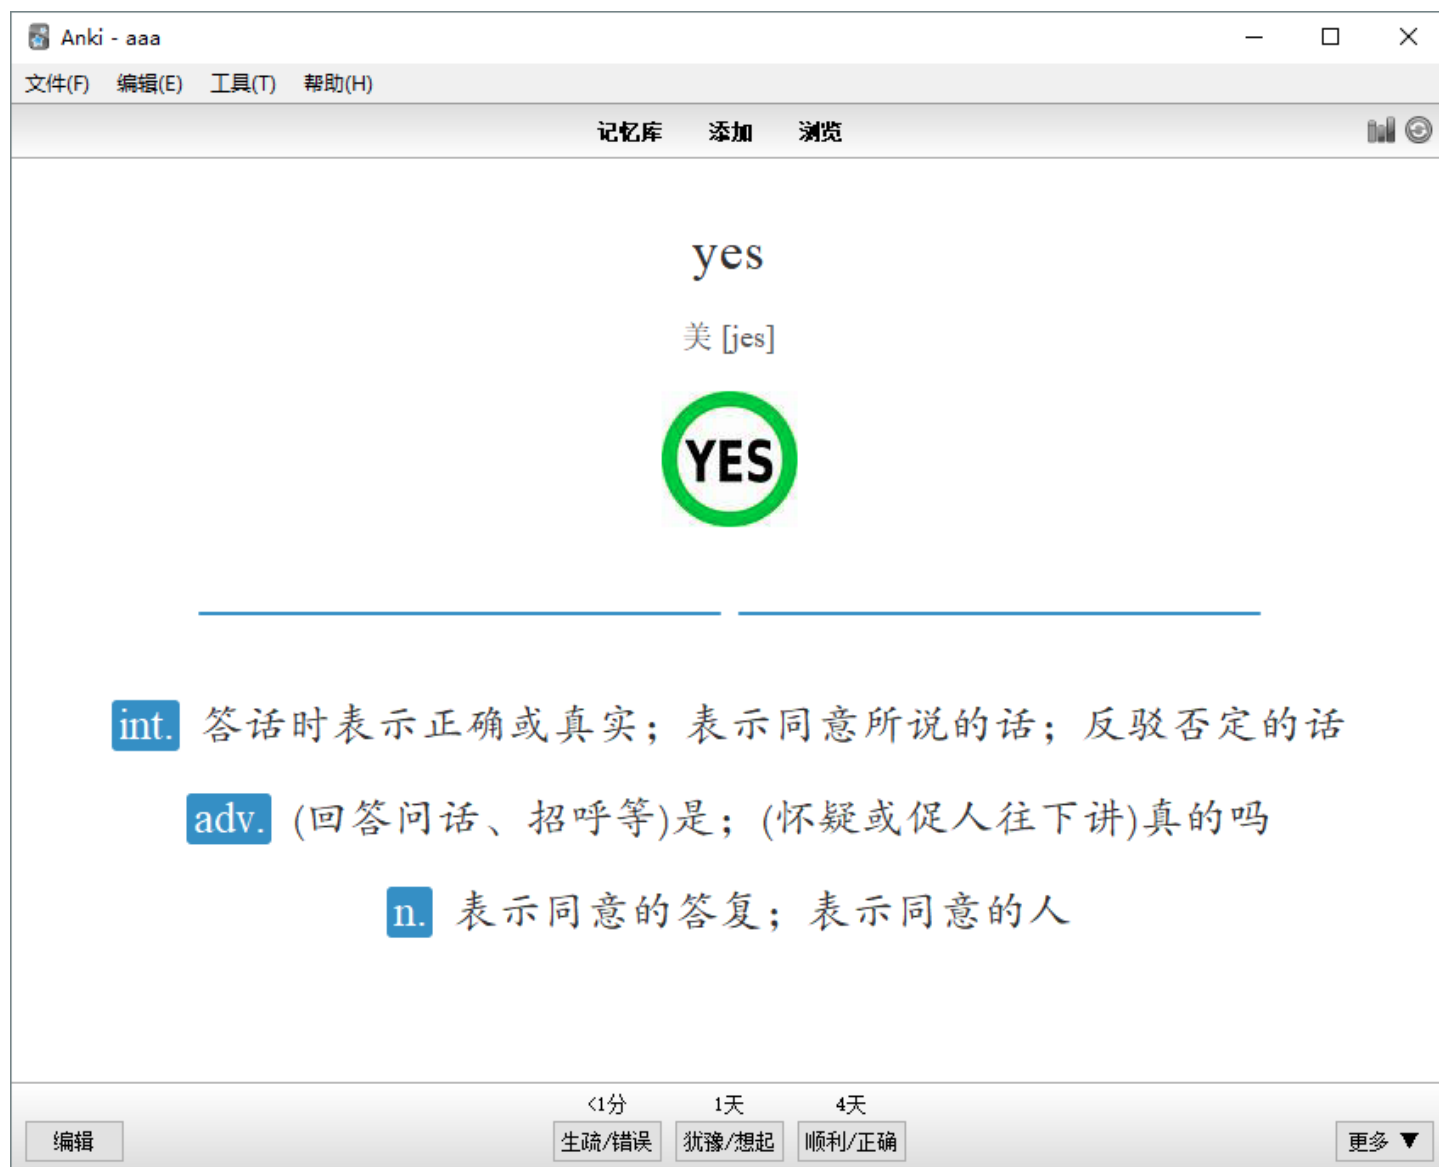 Anki - aaa
文件(F) 编辑(E) 工具(T) 帮助(H)
记忆库 添加 浏览
yes
美 [jes]
YES
int. 答话时表示正确或真实；表示同意所说的话；反驳否定的话
adv. (回答问话、招呼等)是；(怀疑或促人往下讲)真的吗
n. 表示同意的答复；表示同意的人
<1分 1天 4天
编辑 生疏/错误 犹豫/想起 顺利/正确 更多 ▼